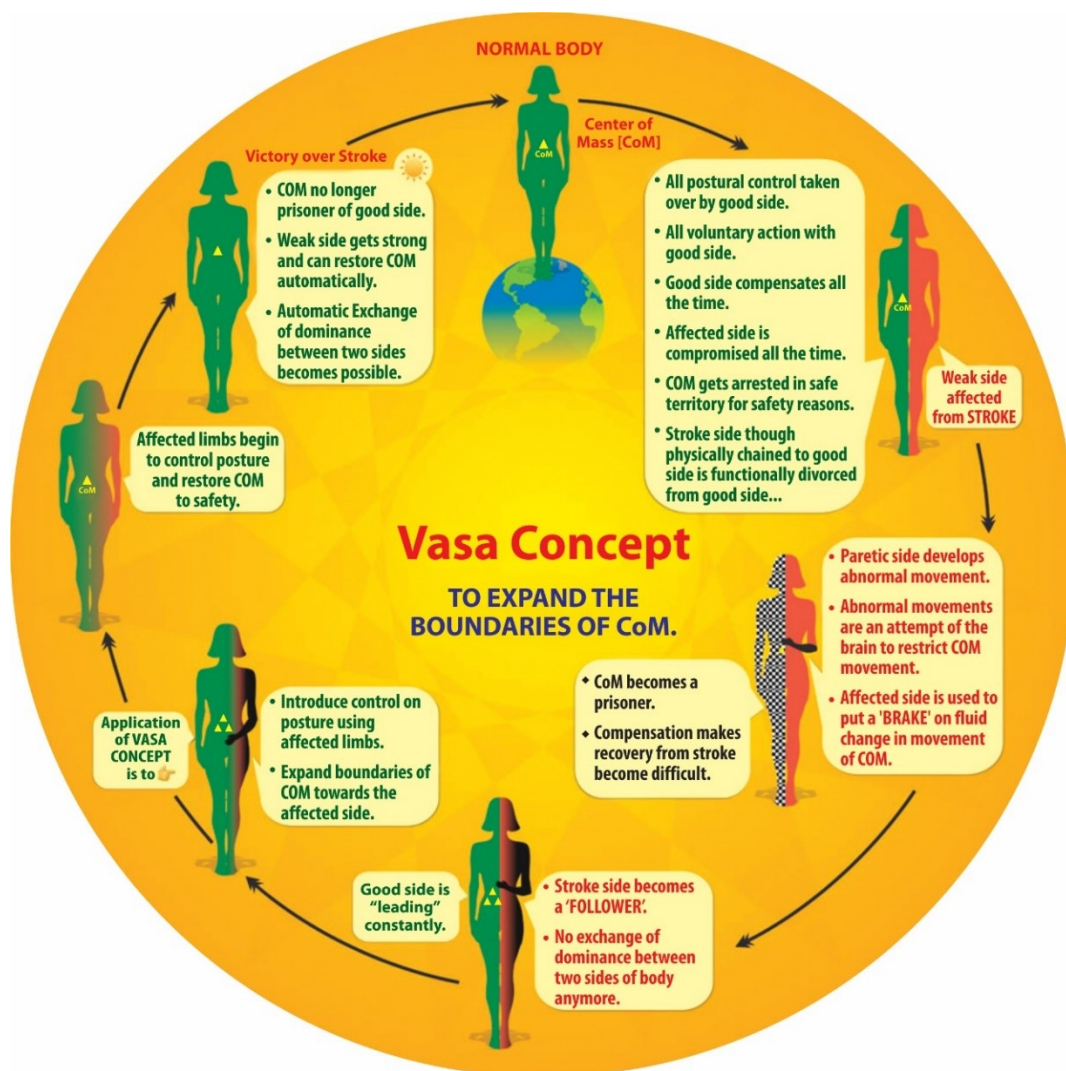 NORMAL BODY
CoM
Center of
Mass [CoM]
• All postural control taken
over by good side.
• All voluntary action with
good side.
• Good side compensates all
the time.
• Affected side is
compromised all the time.
• COM gets arrested in safe
territory for safety reasons.
• Stroke side though
physically chained to good
side is functionally divorced
from good side...
CoM
Weak side
affected
from STROKE
• Paretic side develops
abnormal movement.
• Abnormal movements
are an attempt of the
brain to restrict COM
movement.
• Affected side is used to
put a 'BRAKE' on fluid
change in movement
of COM.
◆ CoM becomes a
prisoner.
◆ Compensation makes
recovery from stroke
become difficult.
• Stroke side becomes
a 'FOLLOWER'.
• No exchange of
dominance between
two sides of body
anymore.
Good side is
"leading"
constantly.
• Introduce control on
posture using
affected limbs.
• Expand boundaries of
COM towards the
affected side.
Application
of VASA
CONCEPT
is to
Affected limbs begin
to control posture
and restore COM
to safety.
CoM
Victory over Stroke
• COM no longer
prisoner of good side.
• Weak side gets strong
and can restore COM
automatically.
• Automatic Exchange
of dominance
between two sides
becomes possible.
Vasa Concept
TO EXPAND THE
BOUNDARIES OF CoM.